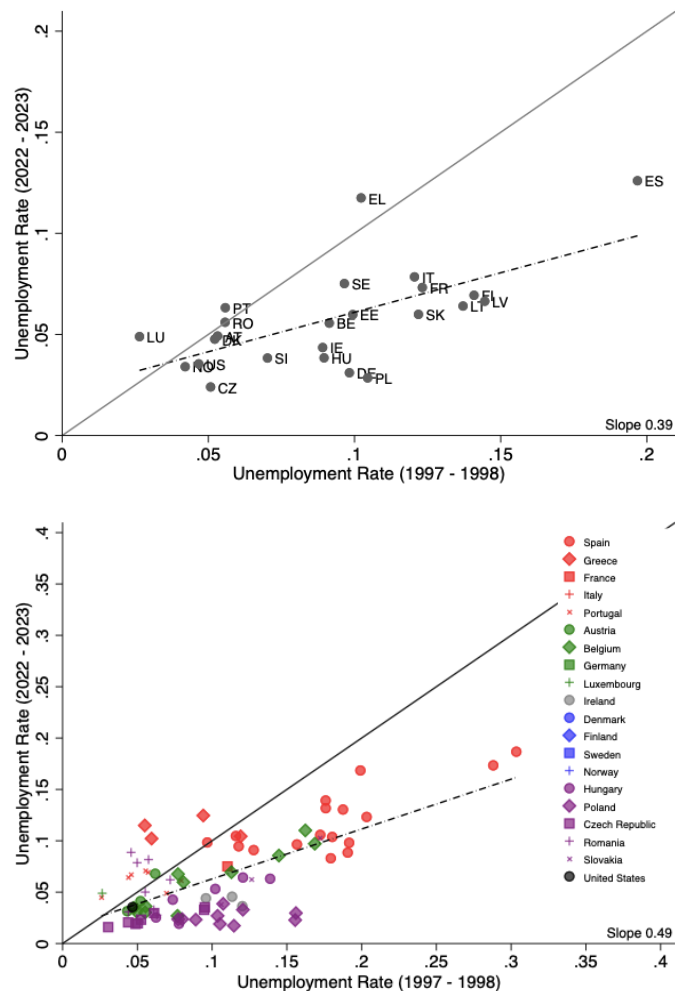 .2
.15
.1
.05
0
Unemployment Rate (2022 - 2023)
EL
ES
SE
IT
FR
PT
RO
FI
LV
LT
SK
EE
BE
LU
AT
DK
IE
HU
SI
NO
US
CZ
DE
PL
Slope 0.39
0 .05 .1 .15 .2
Unemployment Rate (1997 - 1998)
.4
.35
.3
.25
.2
.15
.1
.05
0
Unemployment Rate (2022 - 2023)
Spain
Greece
France
Italy
Portugal
Austria
Belgium
Germany
Luxembourg
Ireland
Denmark
Finland
Sweden
Norway
Hungary
Poland
Czech Republic
Romania
Slovakia
United States
Slope 0.49
0 .05 .1 .15 .2 .25 .3 .35 .4
Unemployment Rate (1997 - 1998)